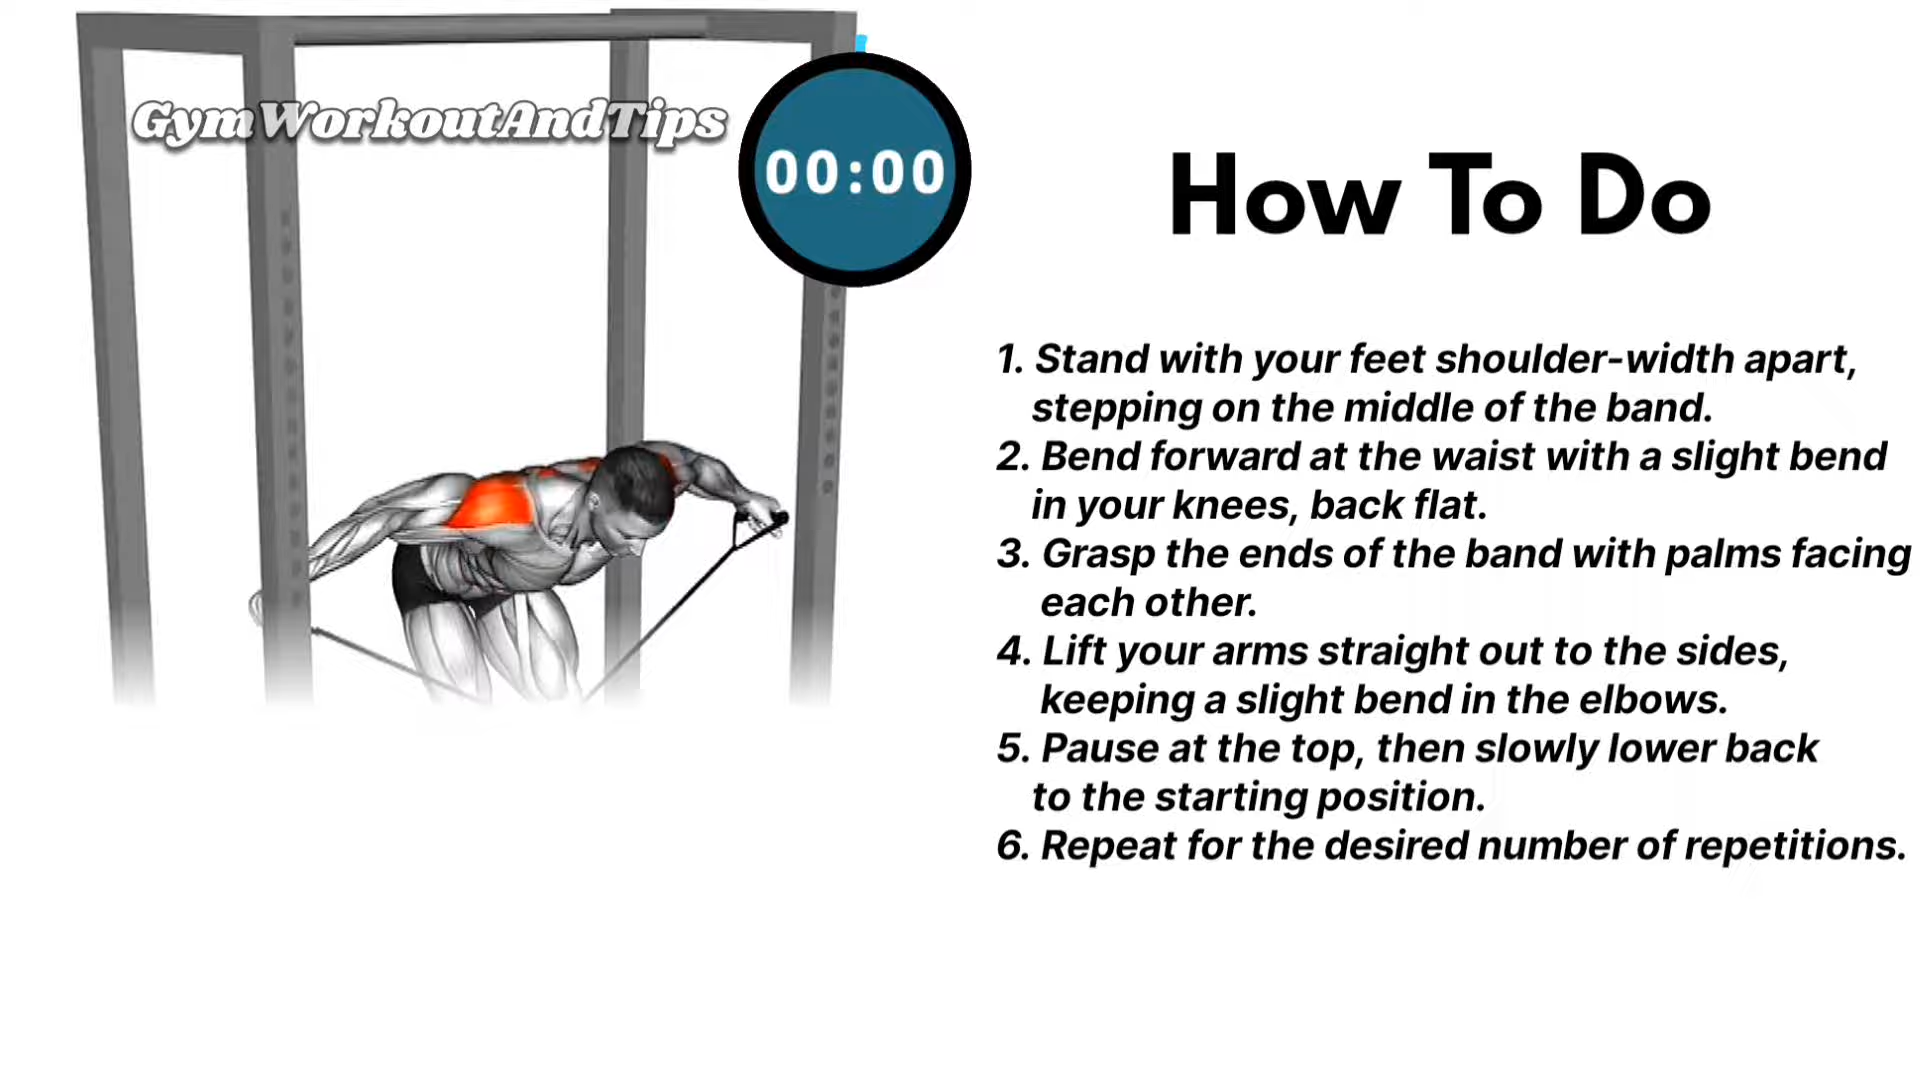 GymWorkoutAndTips
00:00
How To Do
1. Stand with your feet shoulder-width apart,
stepping on the middle of the band.
2. Bend forward at the waist with a slight bend
in your knees, back flat.
3. Grasp the ends of the band with palms facing
each other.
4. Lift your arms straight out to the sides,
keeping a slight bend in the elbows.
5. Pause at the top, then slowly lower back
to the starting position.
6. Repeat for the desired number of repetitions.